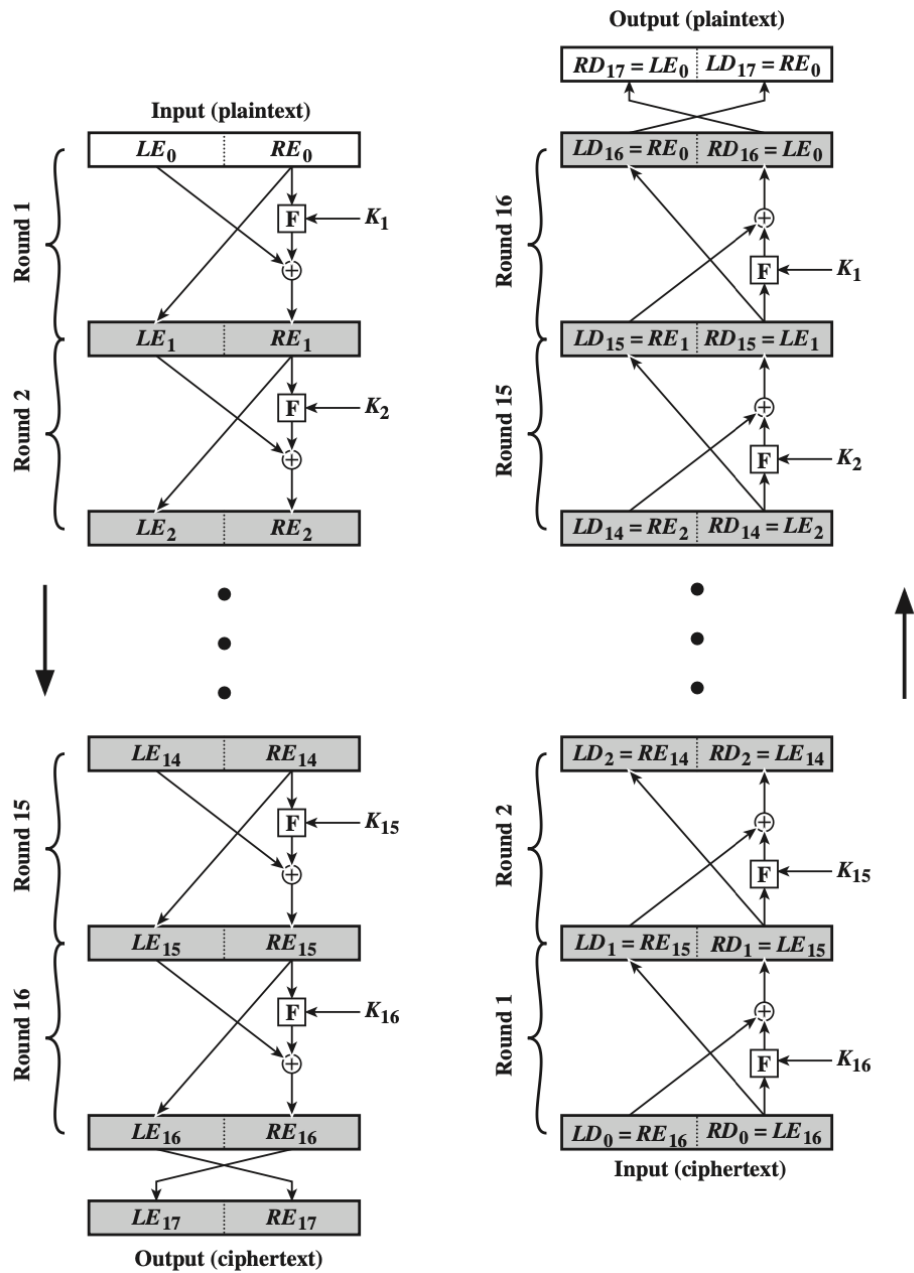 Input (plaintext)
LE0 RE0
Round 1
F K1
LE1 RE1
Round 2
F K2
LE2 RE2
LE14 RE14
Round 15
F K15
LE15 RE15
Round 16
F K16
LE16 RE16
LE17 RE17
Output (ciphertext)
Output (plaintext)
RD17 = LE0 LD17 = RE0
LD16 = RE0 RD16 = LE0
Round 16
F K1
LD15 = RE1 RD15 = LE1
Round 15
F K2
LD14 = RE2 RD14 = LE2
LD2 = RE14 RD2 = LE14
Round 2
F K15
LD1 = RE15 RD1 = LE15
Round 1
F K16
LD0 = RE16 RD0 = LE16
Input (ciphertext)